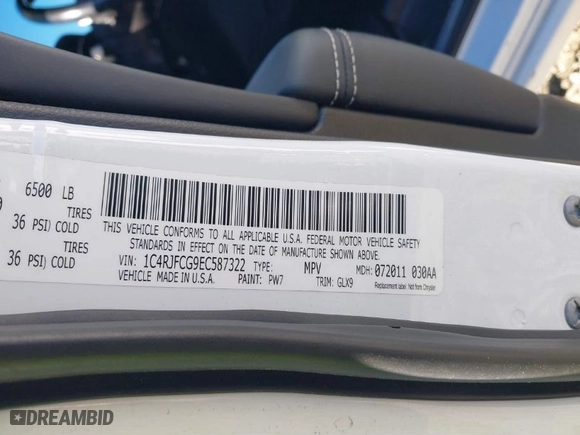 6500 LB
TIRES
36 PSI) COLD
TIRES
36 PSI) COLD
THIS VEHICLE CONFORMS TO ALL APPLICABLE U.S.A. FEDERAL MOTOR VEHICLE SAFETY
STANDARDS IN EFFECT ON THE DATE OF MANUFACTURE SHOWN ABOVE.
VIN: 1C4RJFCG9EC587322 TYPE: MPV MDH: 072011 030AA
VEHICLE MADE IN U.S.A. PAINT: PW7 TRIM: GLX9
Replacement label. Not from Chrysler
DREAMBID